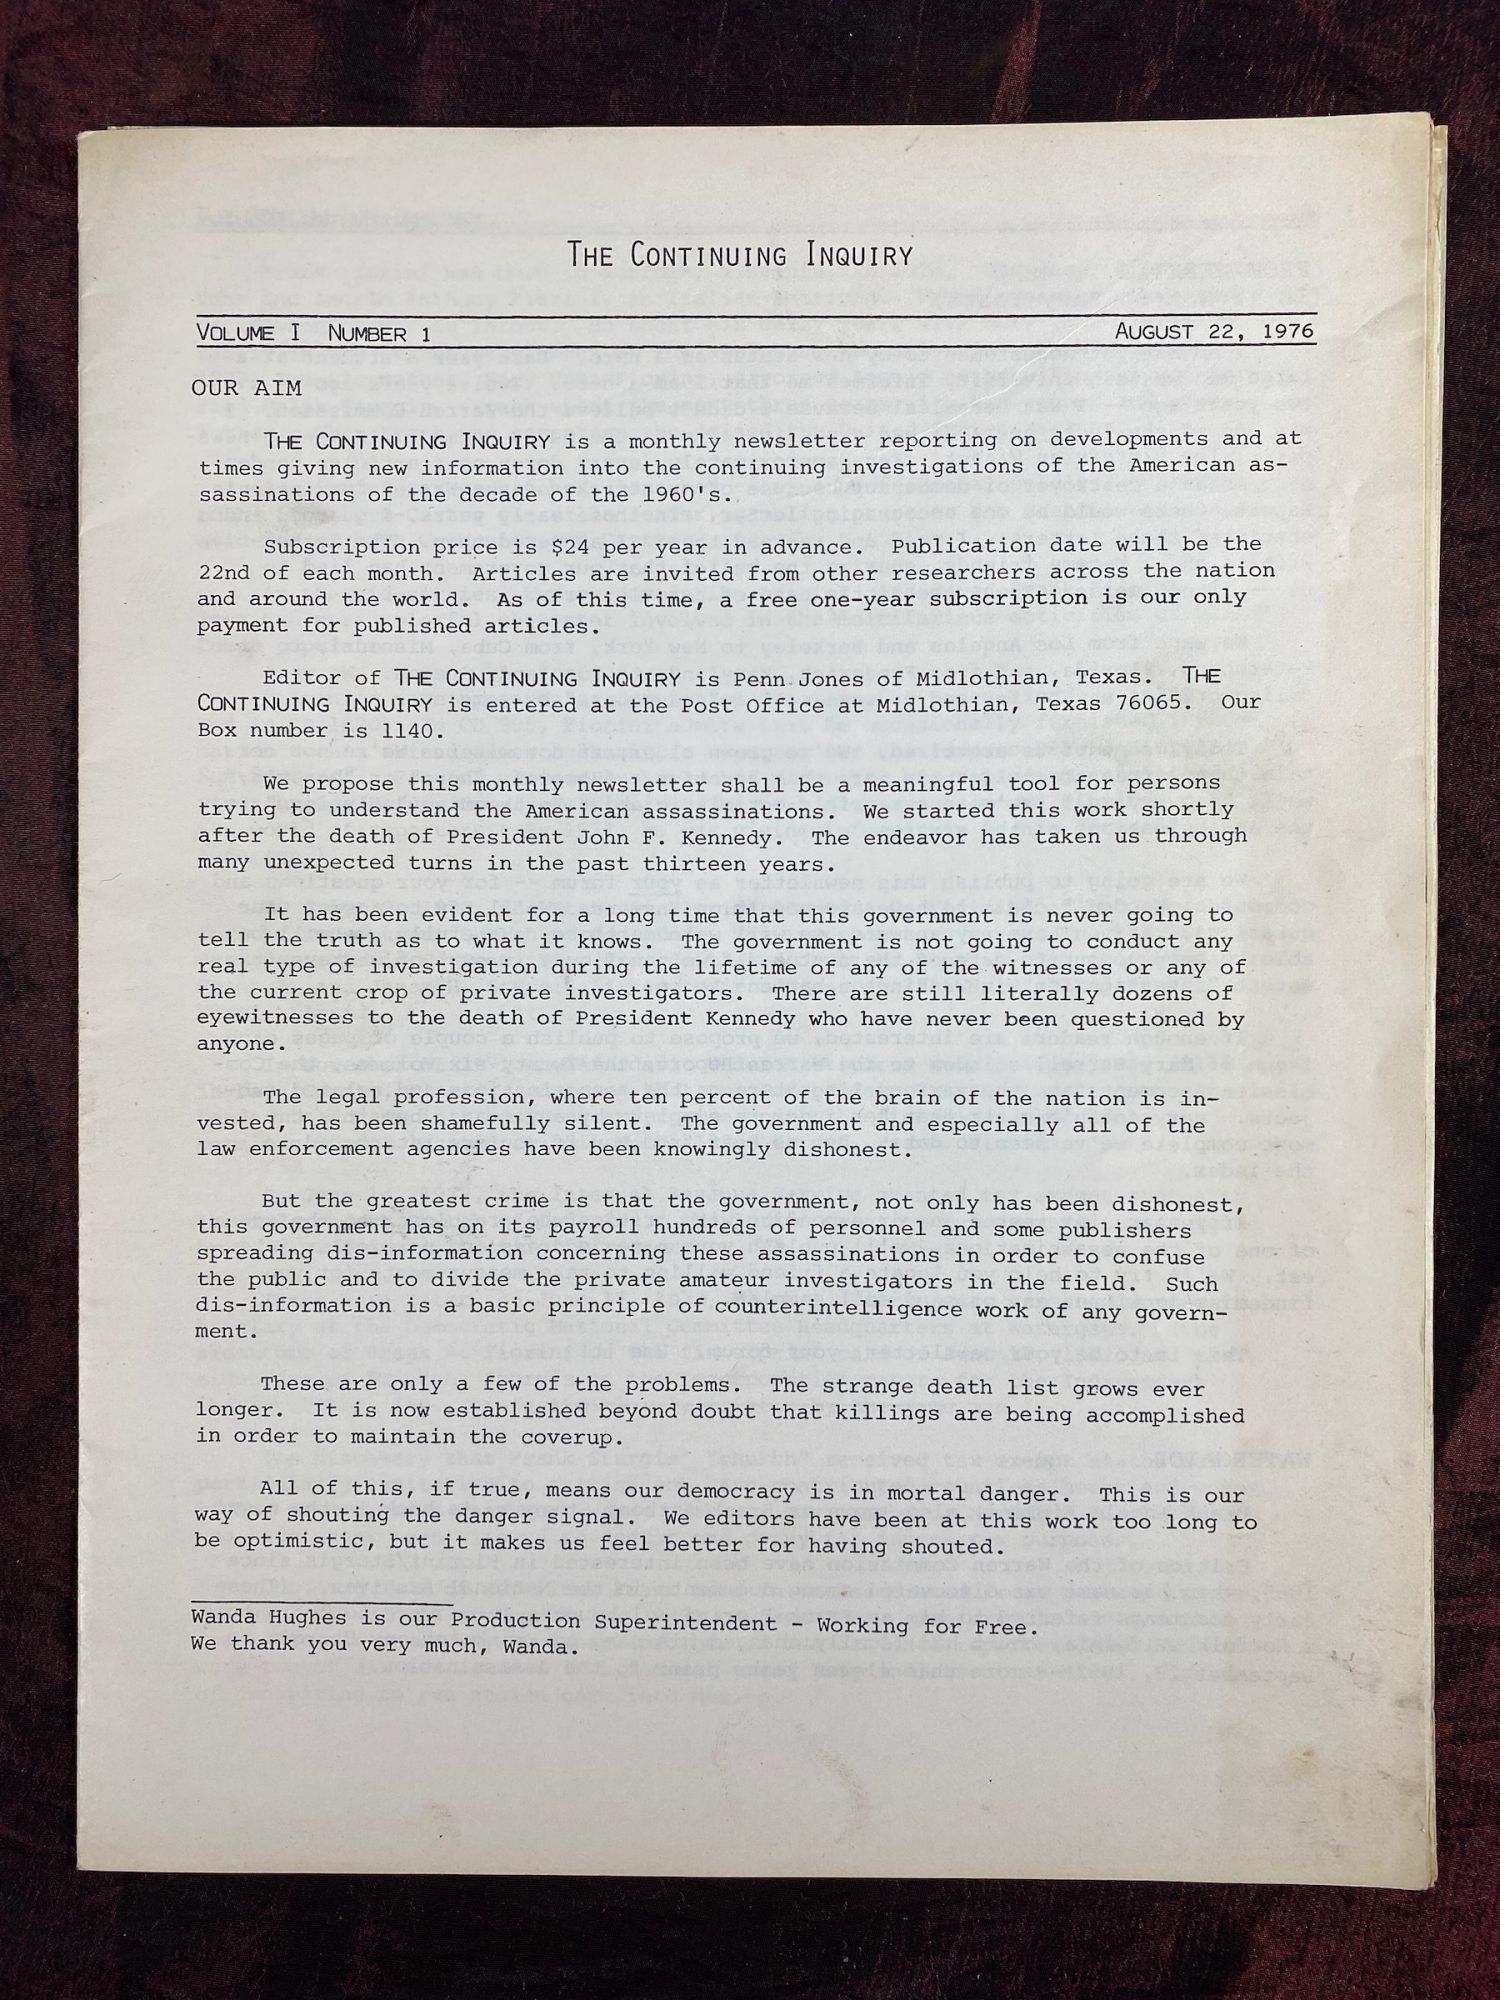 THE CONTINUING INQUIRY
VOLUME I NUMBER 1 AUGUST 22, 1976
OUR AIM
THE CONTINUING INQUIRY is a monthly newsletter reporting on developments and at
times giving new information into the continuing investigations of the American as-
sassinations of the decade of the 1960's.
Subscription price is $24 per year in advance. Publication date will be the
22nd of each month. Articles are invited from other researchers across the nation
and around the world. As of this time, a free one-year subscription is our only
payment for published articles.
Editor of THE CONTINUING INQUIRY is Penn Jones of Midlothian, Texas. THE
CONTINUING INQUIRY is entered at the Post Office at Midlothian, Texas 76065. Our
Box number is 1140.
We propose this monthly newsletter shall be a meaningful tool for persons
trying to understand the American assassinations. We started this work shortly
after the death of President John F. Kennedy. The endeavor has taken us through
many unexpected turns in the past thirteen years.
It has been evident for a long time that this government is never going to
tell the truth as to what it knows. The government is not going to conduct any
real type of investigation during the lifetime of any of the witnesses or any of
the current crop of private investigators. There are still literally dozens of
eyewitnesses to the death of President Kennedy who have never been questioned by
anyone.
The legal profession, where ten percent of the brain of the nation is in-
vested, has been shamefully silent. The government and especially all of the
law enforcement agencies have been knowingly dishonest.
But the greatest crime is that the government, not only has been dishonest,
this government has on its payroll hundreds of personnel and some publishers
spreading dis-information concerning these assassinations in order to confuse
the public and to divide the private amateur investigators in the field. Such
dis-information is a basic principle of counterintelligence work of any govern-
ment.
These are only a few of the problems. The strange death list grows ever
longer. It is now established beyond doubt that killings are being accomplished
in order to maintain the coverup.
All of this, if true, means our democracy is in mortal danger. This is our
way of shouting the danger signal. We editors have been at this work too long to
be optimistic, but it makes us feel better for having shouted.
Wanda Hughes is our Production Superintendent - Working for Free.
We thank you very much, Wanda.